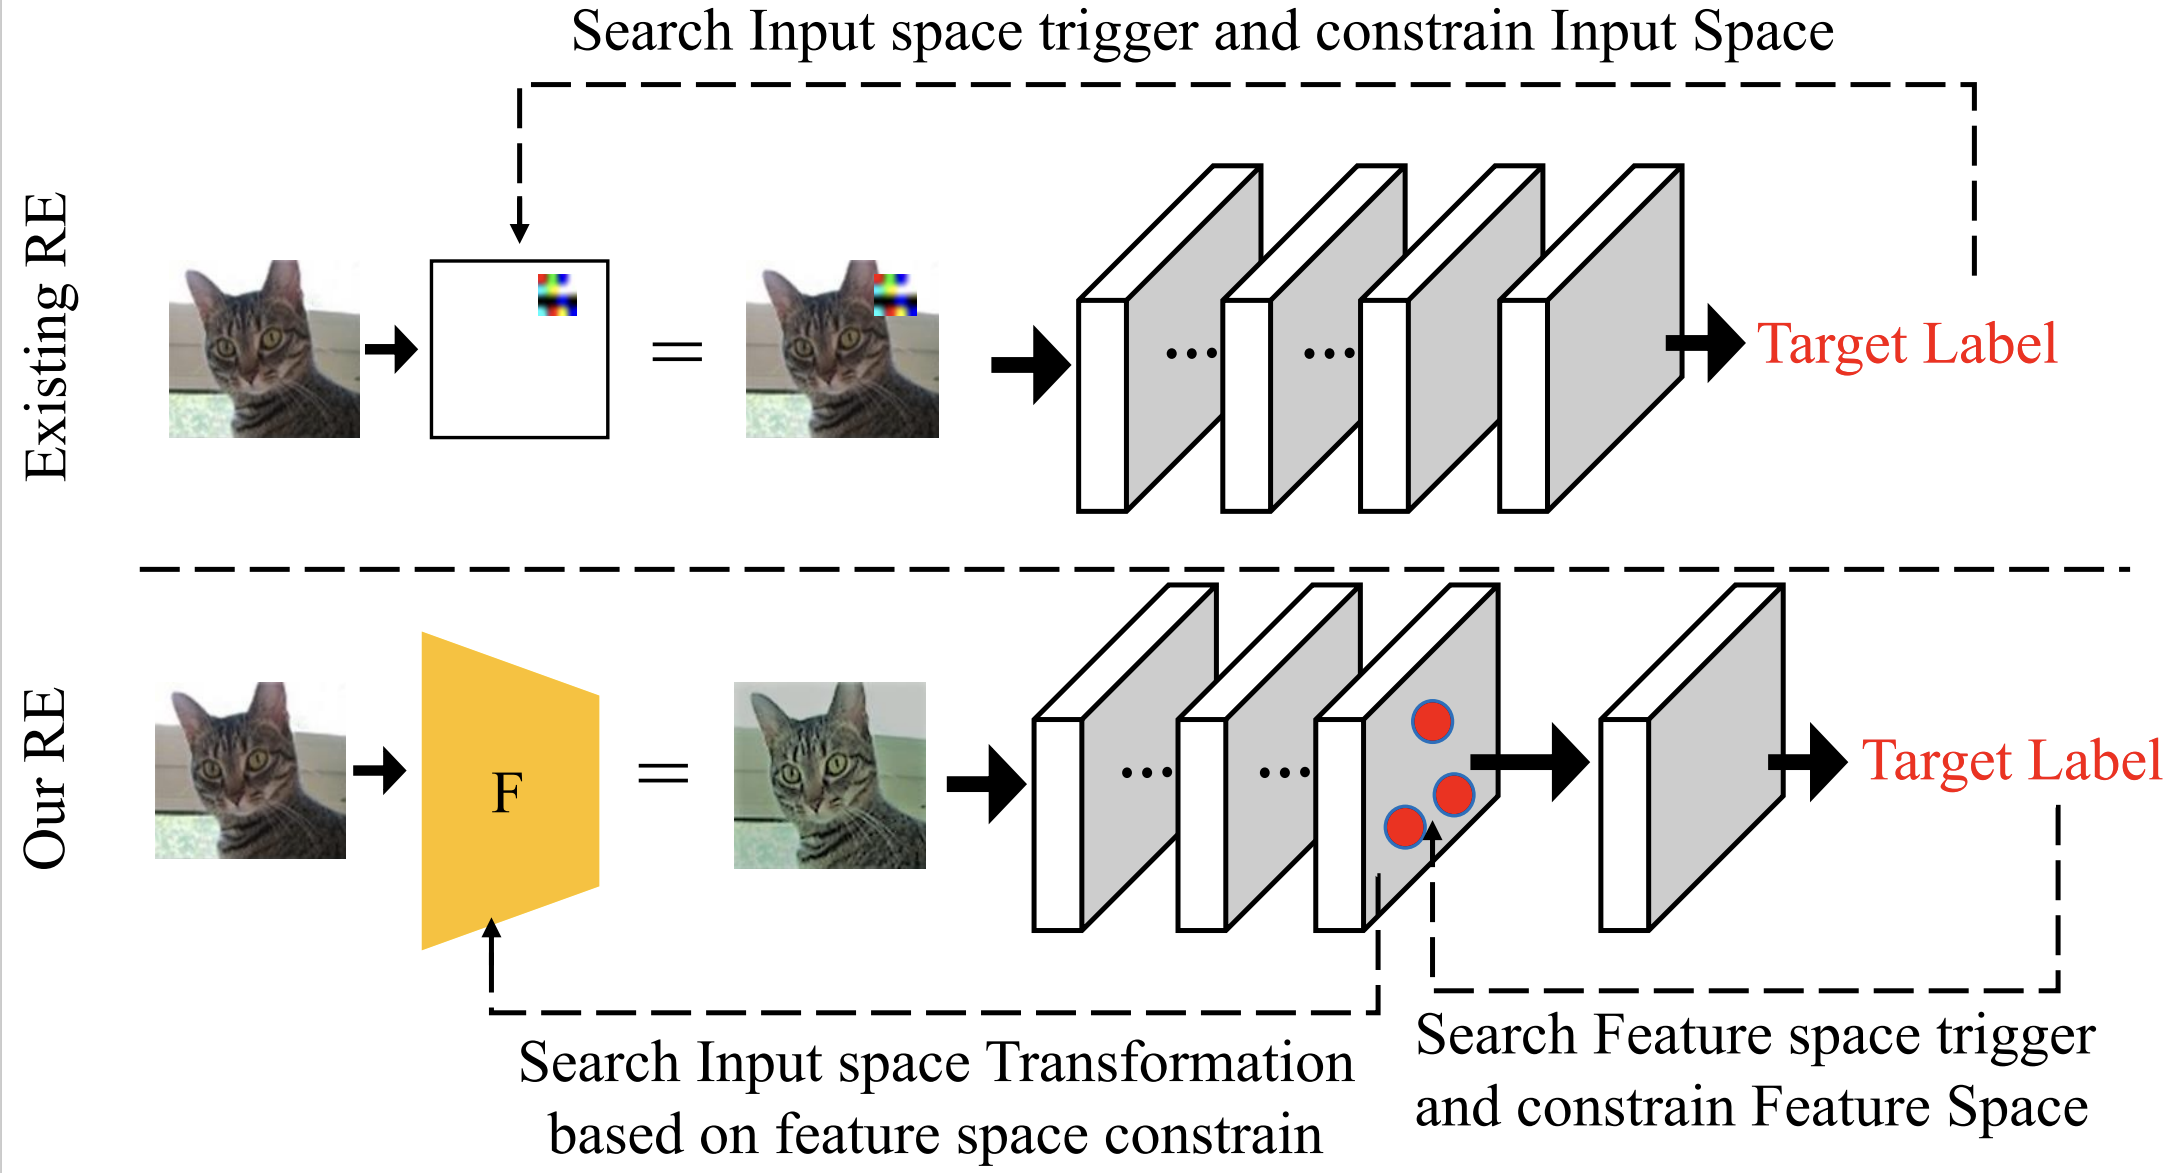 Search Input space trigger and constrain Input Space
Existing RE
Target Label
Our RE
F
Target Label
Search Input space Transformation
based on feature space constrain
Search Feature space trigger
and constrain Feature Space